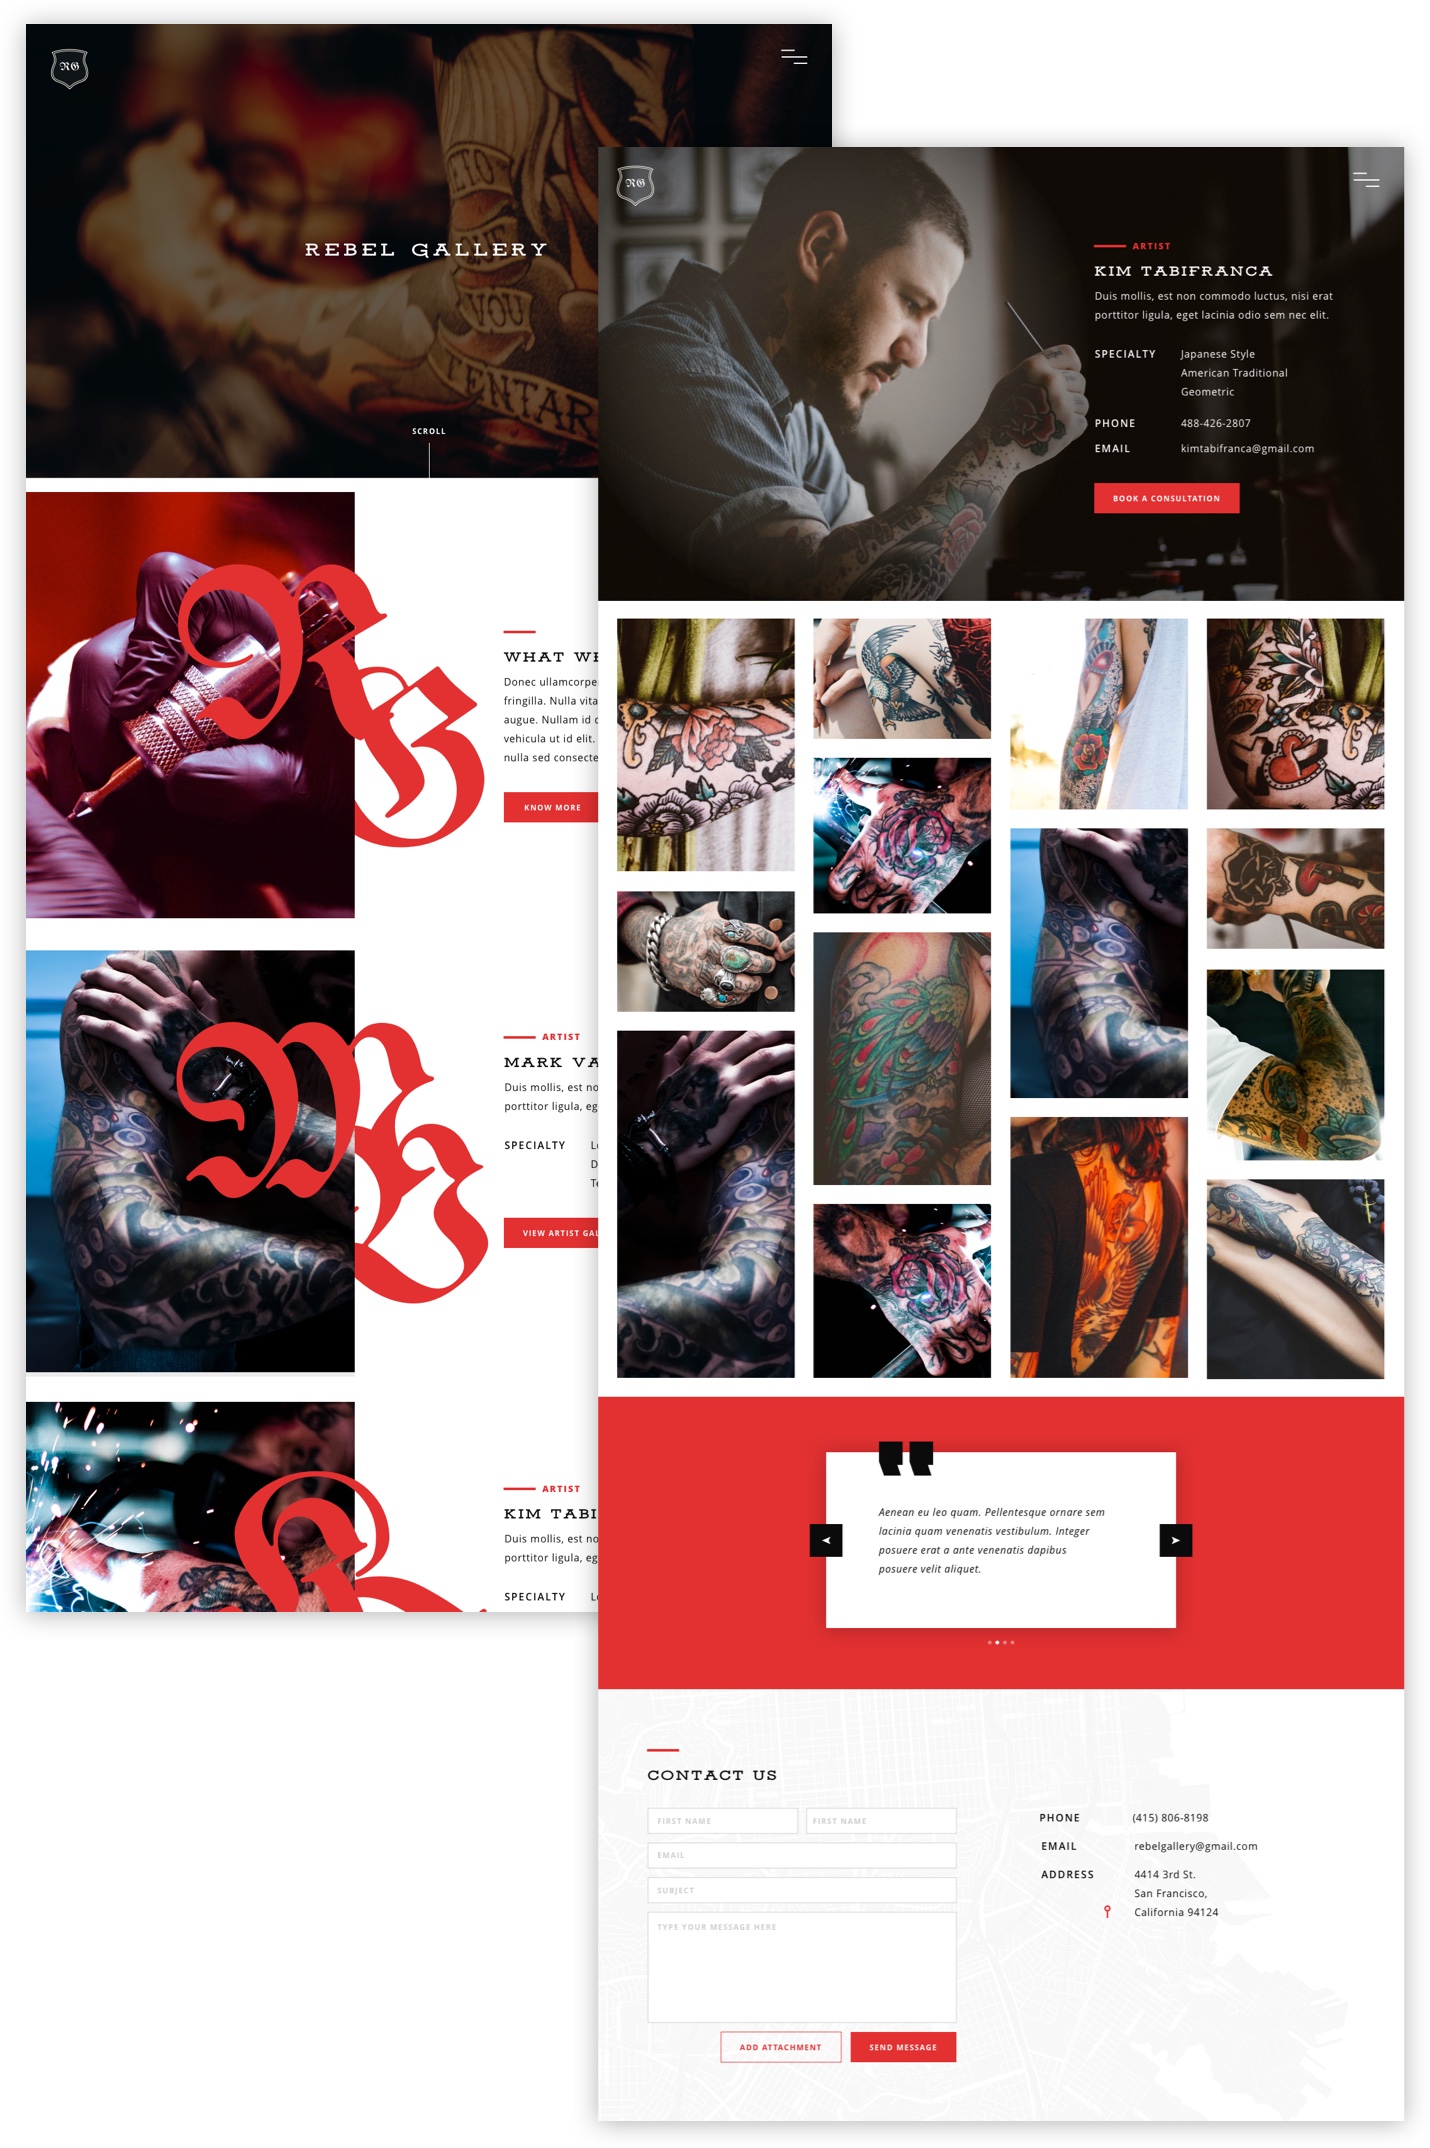 RG
REBEL GALLERY
TO
YOU
SCROLL
WHAT WE
Donec ullamcorpe
fringilla. Nulla vita
augue. Nullam id
vehicula ut id elit.
nulla sed consecte
KNOW MORE
RG
ARTIST
MARK VA
Duis mollis, est no
porttitor ligula, eg
SPECIALTY
VIEW ARTIST GAL
ARTIST
KIM TABI
Duis mollis, est no
porttitor ligula, eg
SPECIALTY
RG
ARTIST
KIM TABIFRANCA
Duis mollis, est non commodo luctus, nisi erat
porttitor ligula, eget lacinia odio sem nec elit.
SPECIALTY Japanese Style
American Traditional
Geometric
PHONE 488-426-2807
EMAIL kimtabifranca@gmail.com
BOOK A CONSULTATION
Aenean eu leo quam. Pellentesque ornare sem
lacinia quam venenatis vestibulum. Integer
posuere erat a ante venenatis dapibus
posuere velit aliquet.
CONTACT US
FIRST NAME FIRST NAME
EMAIL
SUBJECT
TYPE YOUR MESSAGE HERE
ADD ATTACHMENT SEND MESSAGE
PHONE (415) 806-8198
EMAIL rebelgallery@gmail.com
ADDRESS 4414 3rd St.
San Francisco,
California 94124